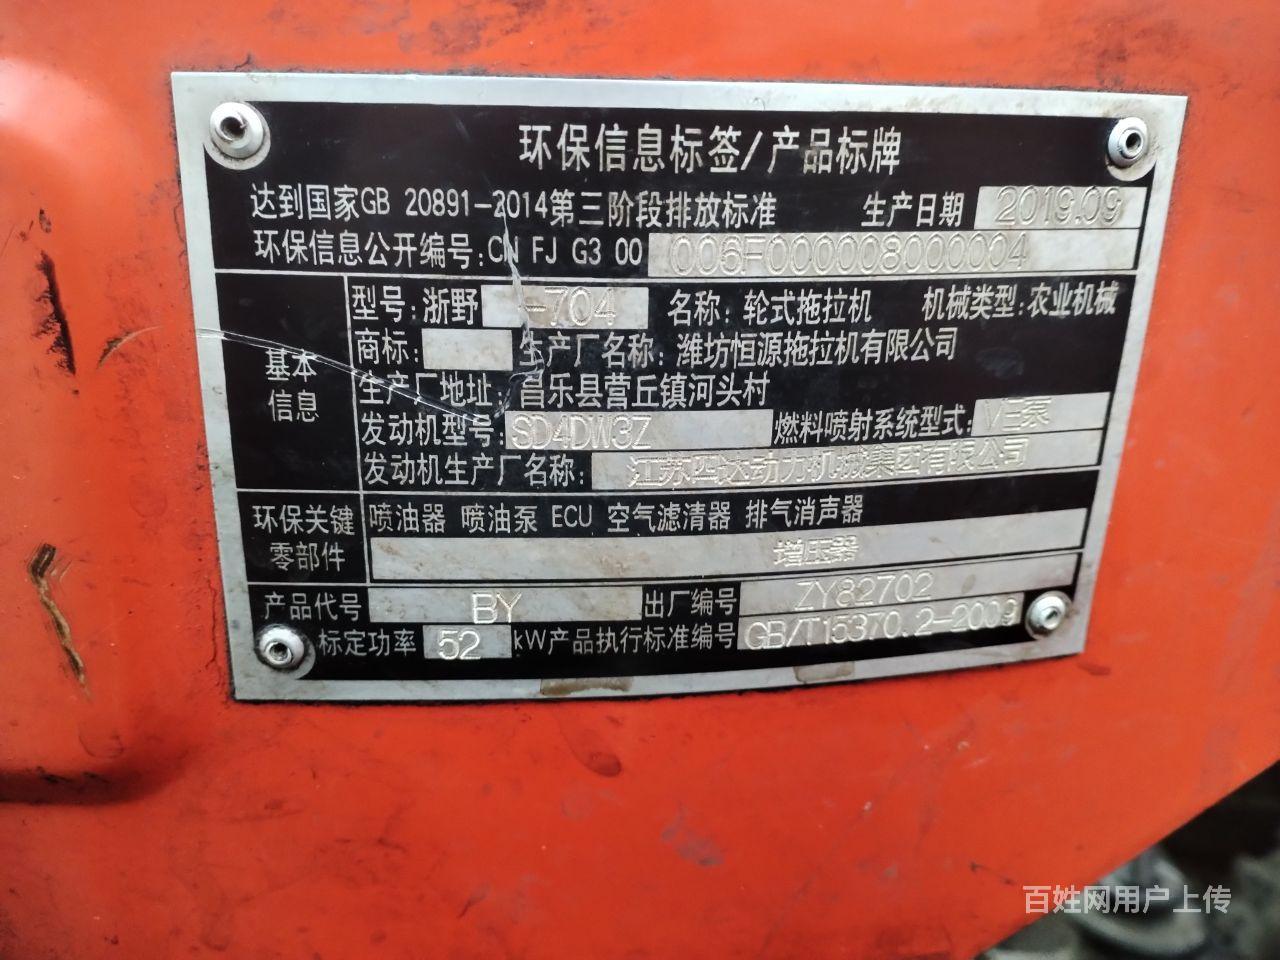 环保信息标签/产品标牌
达到国家GB 20891-2014第三阶段排放标准 生产日期 2019.09
环保信息公开编号:CN FJ G3 00 006F000008000004
基本信息
型号:浙野 -704 名称:轮式拖拉机 机械类型:农业机械
商标: 生产厂名称:潍坊恒源拖拉机有限公司
生产厂地址:昌乐县营丘镇河头村
发动机型号:SD4DW3Z 燃料喷射系统型式:VE泵
发动机生产厂名称:江苏四达动力机械集团有限公司
环保关键零部件
喷油器 喷油泵 ECU 空气滤清器 排气消声器
增压器
产品代号 BY 出厂编号 ZY82702
标定功率 52 kW产品执行标准编号 GB/T15370.2-2009
百姓网用户上传